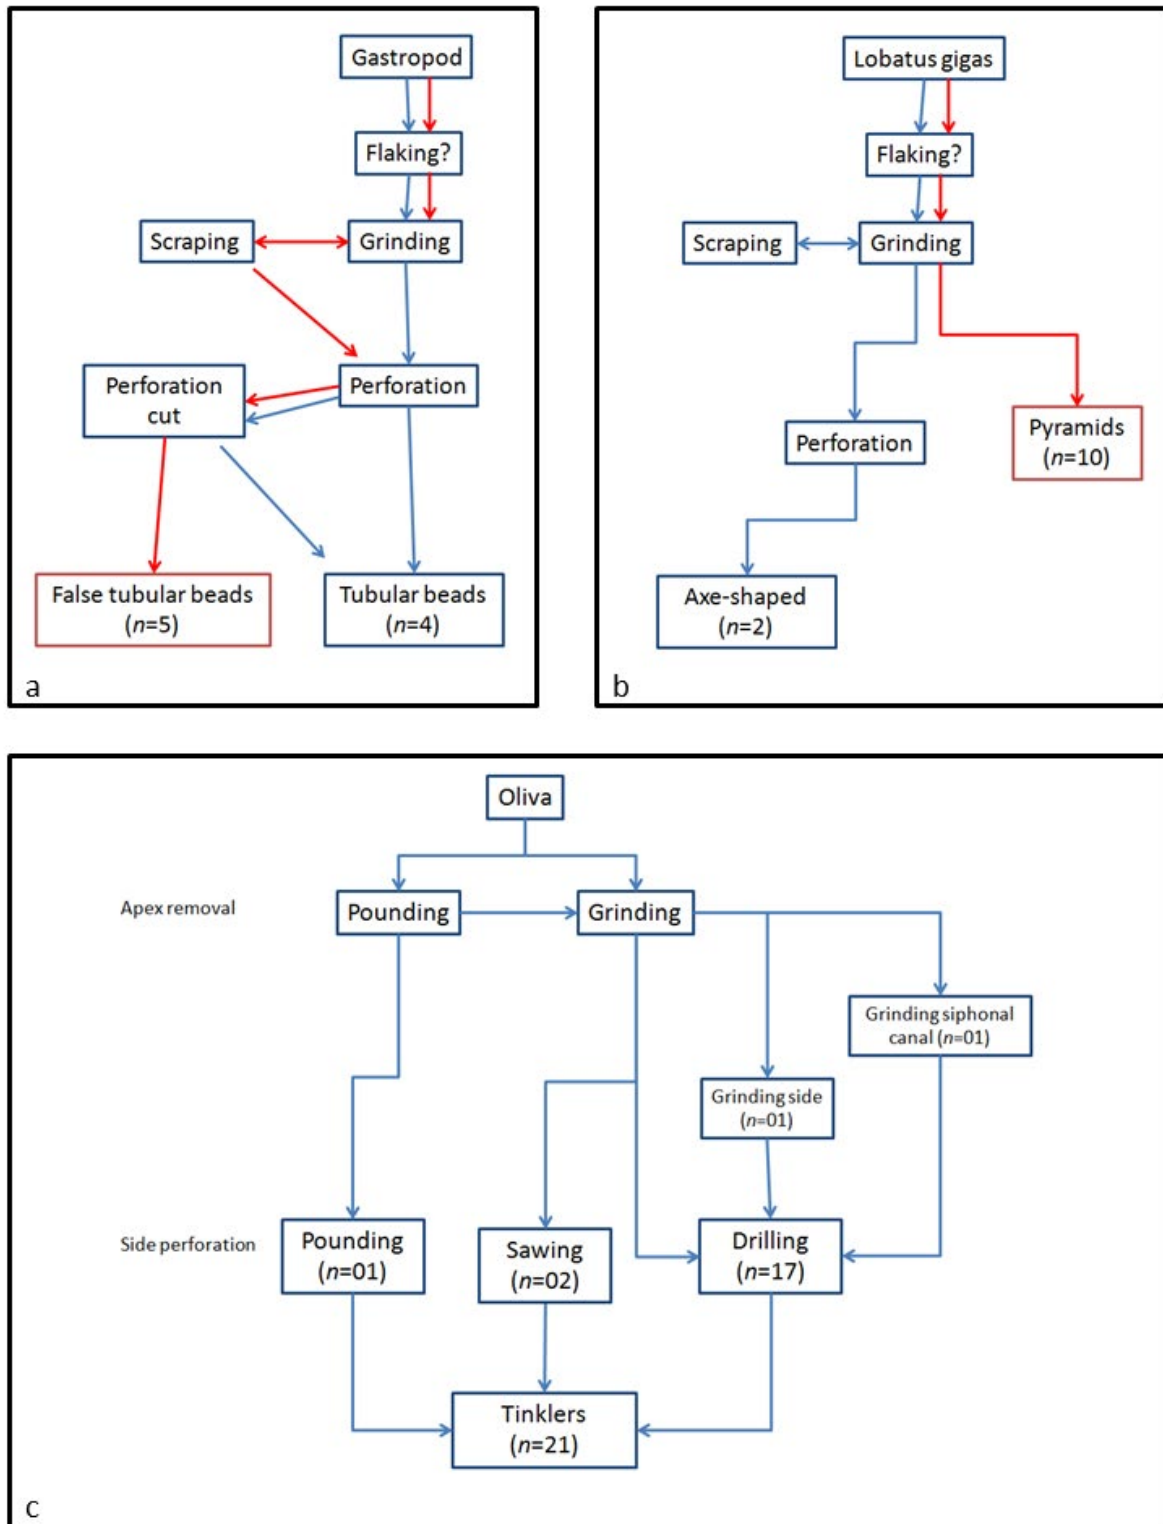 Gastropod
Flaking?
Scraping
Grinding
Perforation
cut
Perforation
False tubular beads
(n=5)
Tubular beads
(n=4)
a
Lobatus gigas
Flaking?
Scraping
Grinding
Perforation
Pyramids
(n=10)
Axe-shaped
(n=2)
b
Oliva
Apex removal
Pounding
Grinding
Grinding siphonal
canal (n=01)
Grinding side
(n=01)
Side perforation
Pounding
(n=01)
Sawing
(n=02)
Drilling
(n=17)
Tinklers
(n=21)
c